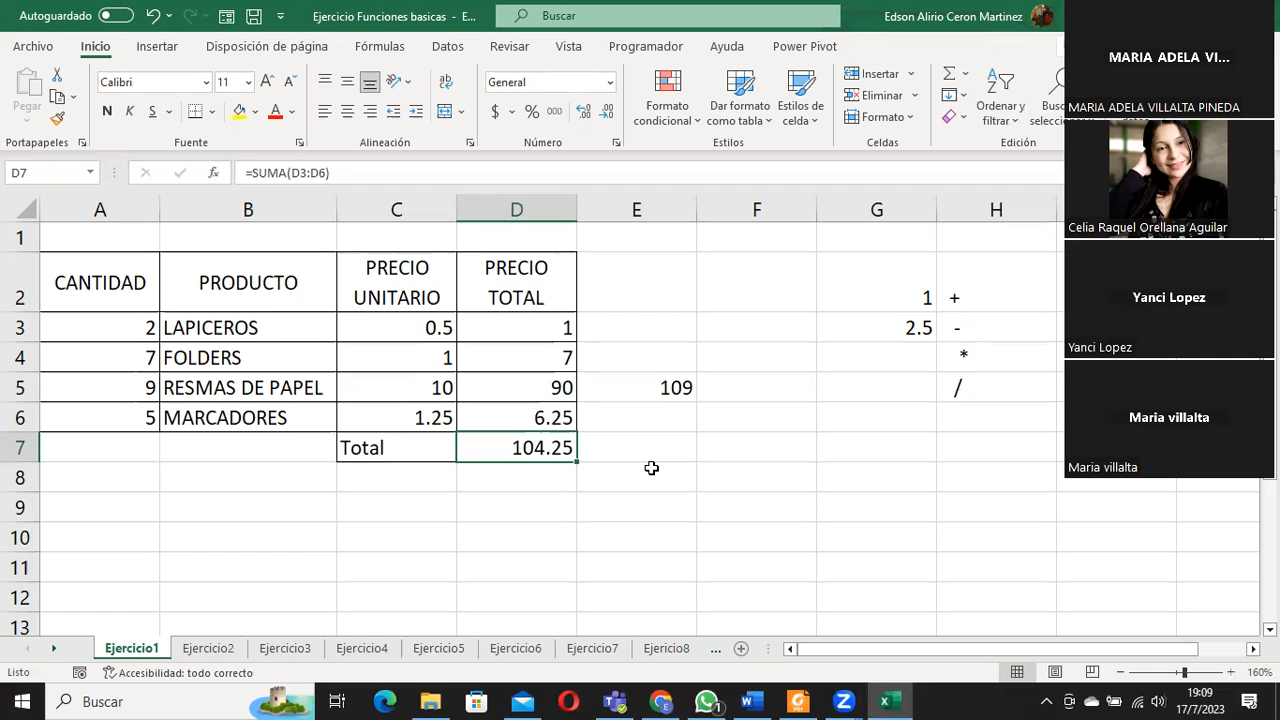 Autoguardado
Ejercicio Funciones basicas - E...
Buscar
Edson Alirio Ceron Martinez
Archivo Inicio Insertar Disposición de página Fórmulas Datos Revisar Vista Programador Ayuda Power Pivot
Pegar
Calibri 11
N K S
General
$ % 000
Formato condicional
Dar formato como tabla
Estilos de celda
Insertar
Eliminar
Formato
Ordenar y filtrar
Portapapeles Fuente Alineación Número Estilos Celdas Edición
D7 fx =SUMA(D3:D6)
A B C D E F G H
1
2 CANTIDAD PRODUCTO PRECIO UNITARIO PRECIO TOTAL 1 +
3 2 LAPICEROS 0.5 1 2.5 -
4 7 FOLDERS 1 7 *
5 9 RESMAS DE PAPEL 10 90 109 /
6 5 MARCADORES 1.25 6.25
7 Total 104.25
8
9
10
11
12
13
MARIA ADELA VI...
MARIA ADELA VILLALTA PINEDA
Celia Raquel Orellana Aguilar
Yanci Lopez
Yanci Lopez
Maria villalta
Maria villalta
Ejercicio1 Ejercicio2 Ejercicio3 Ejercicio4 Ejercicio5 Ejercicio6 Ejercicio7 Ejericio8 ...
Listo Accesibilidad: todo correcto 160%
Buscar
19:09
17/7/2023